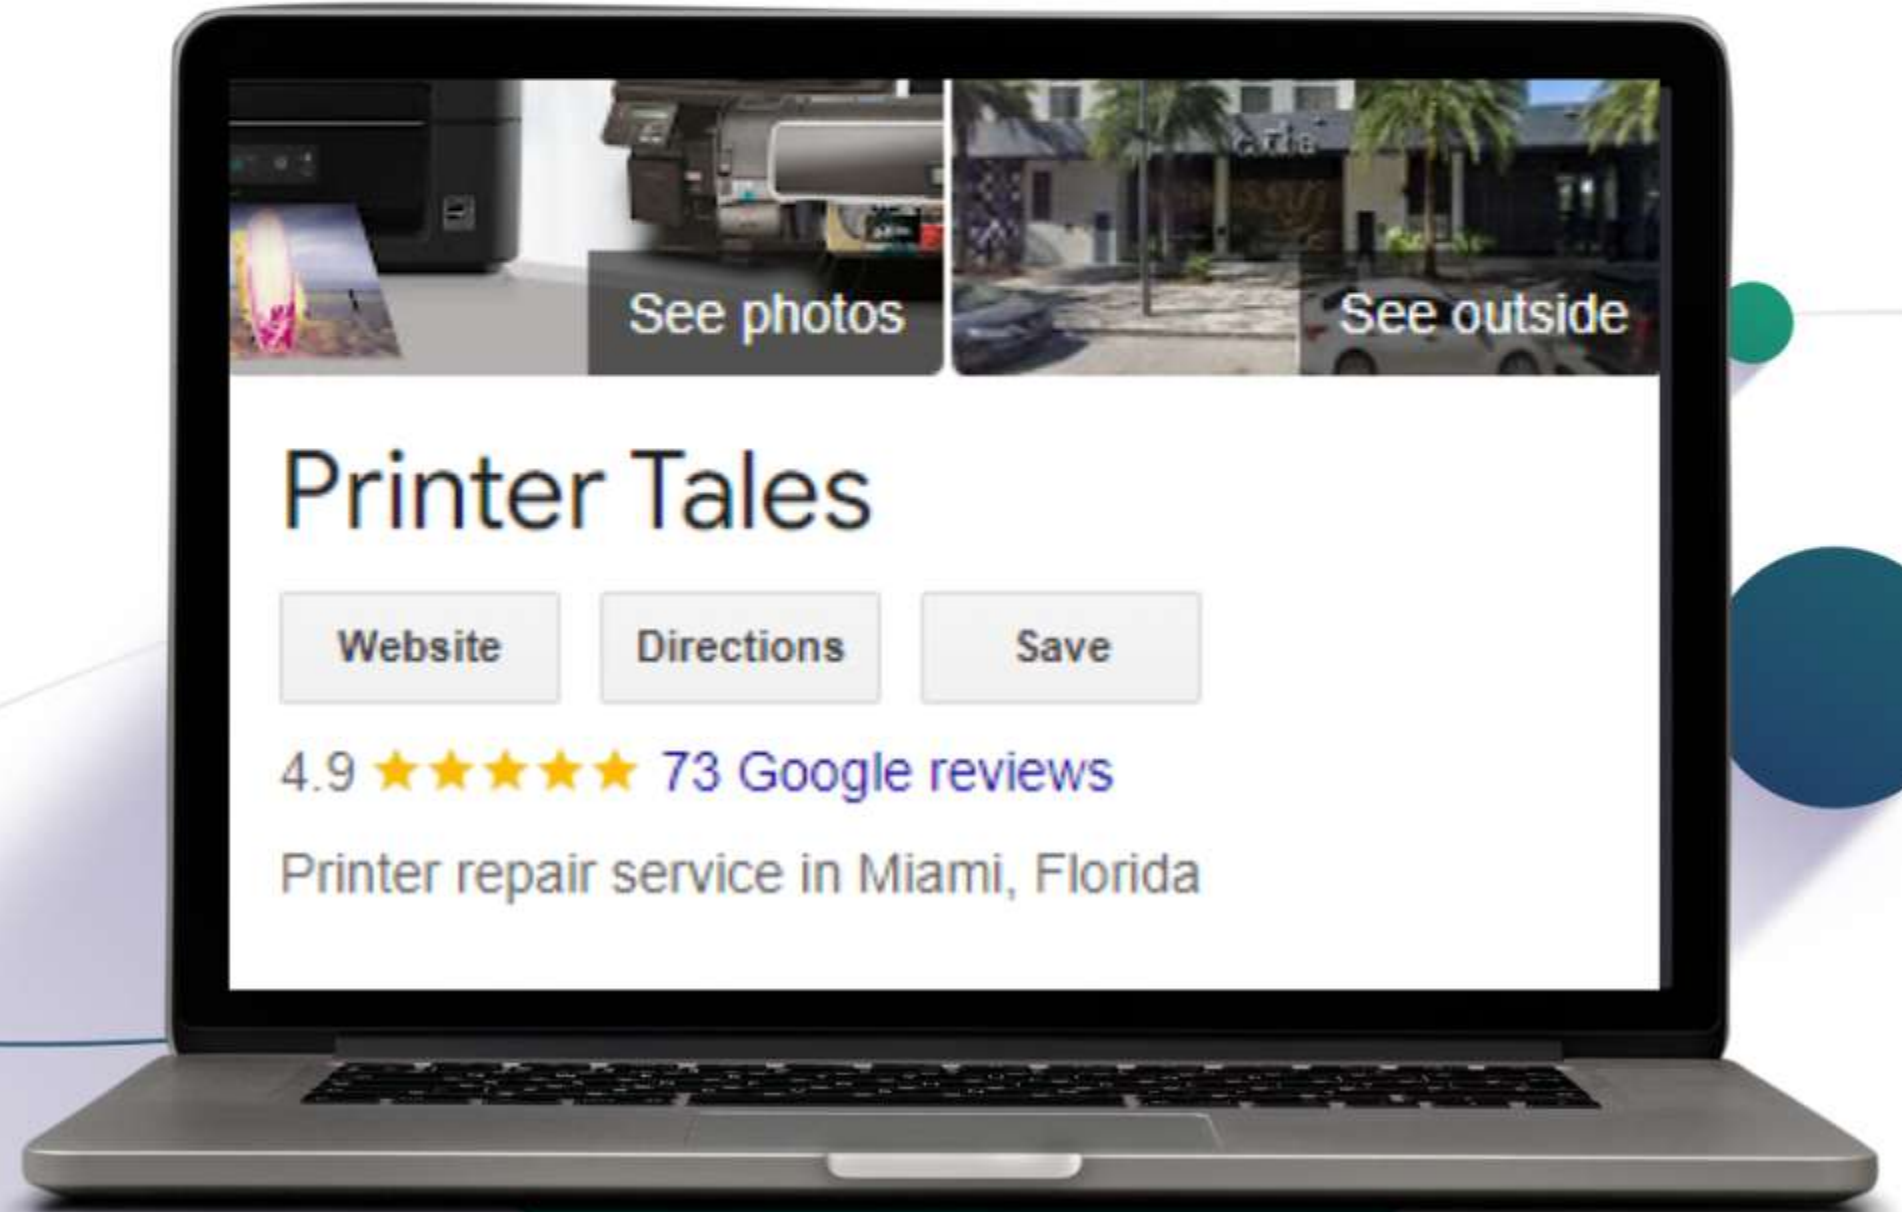 See photos
See outside
Printer Tales
Website
Directions
Save
4.9 ★★★★★ 73 Google reviews
Printer repair service in Miami, Florida